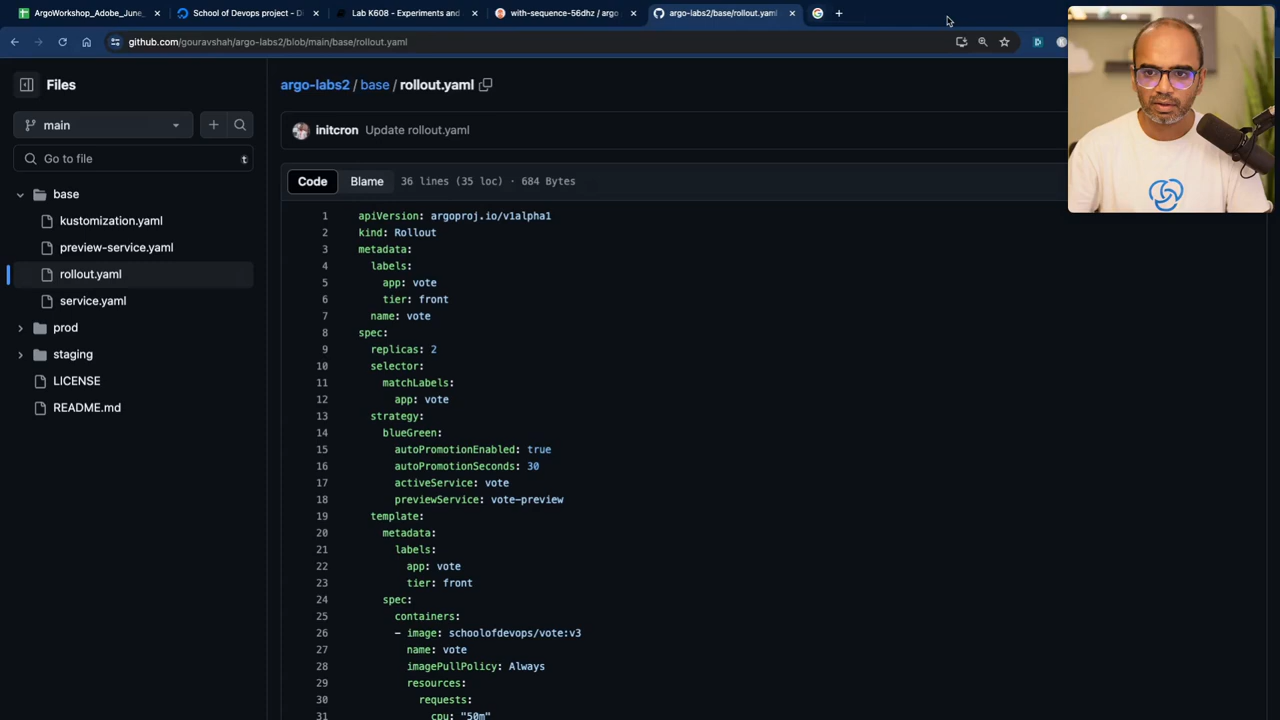 ArgoWorkshop_Adobe_June_
School of Devops project - Di
Lab K608 - Experiments and
with-sequence-56dhz / argo
argo-labs2/base/rollout.yaml
github.com/gouravshah/argo-labs2/blob/main/base/rollout.yaml
Files
main
Go to file
t
base
kustomization.yaml
preview-service.yaml
rollout.yaml
service.yaml
prod
staging
LICENSE
README.md
argo-labs2 / base / rollout.yaml
initcron Update rollout.yaml
Code Blame 36 lines (35 loc) · 684 Bytes
1 apiVersion: argoproj.io/v1alpha1
2 kind: Rollout
3 metadata:
4 labels:
5 app: vote
6 tier: front
7 name: vote
8 spec:
9 replicas: 2
10 selector:
11 matchLabels:
12 app: vote
13 strategy:
14 blueGreen:
15 autoPromotionEnabled: true
16 autoPromotionSeconds: 30
17 activeService: vote
18 previewService: vote-preview
19 template:
20 metadata:
21 labels:
22 app: vote
23 tier: front
24 spec:
25 containers:
26 - image: schoolofdevops/vote:v3
27 name: vote
28 imagePullPolicy: Always
29 resources:
30 requests:
31 cpu: "50m"